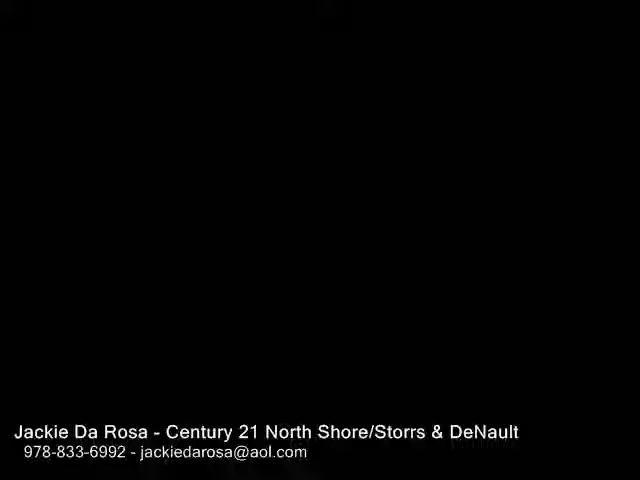 Jackie Da Rosa - Century 21 North Shore/Storrs & DeNault
978-833-6992 - jackiedarosa@aol.com